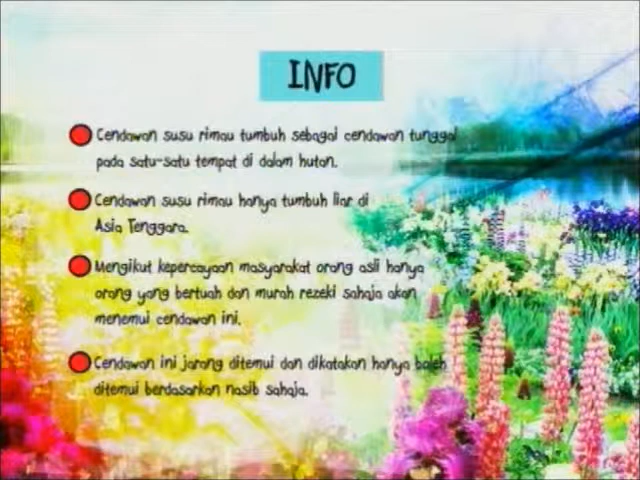 INFO
Cendawan susu rimau tumbuh sebagai cendawan tunggal
pada satu-satu tempat di dalam hutan.
Cendawan susu rimau hanya tumbuh liar di
Asia Tenggara.
Mengikut kepercayaan masyarakat orang asli hanya
orang yang bertuah dan murah rezeki sahaja akan
menemui cendawan ini.
Cendawan ini jarang ditemui dan dikatakan hanya boleh
ditemui berdasarkan nasib sahaja.